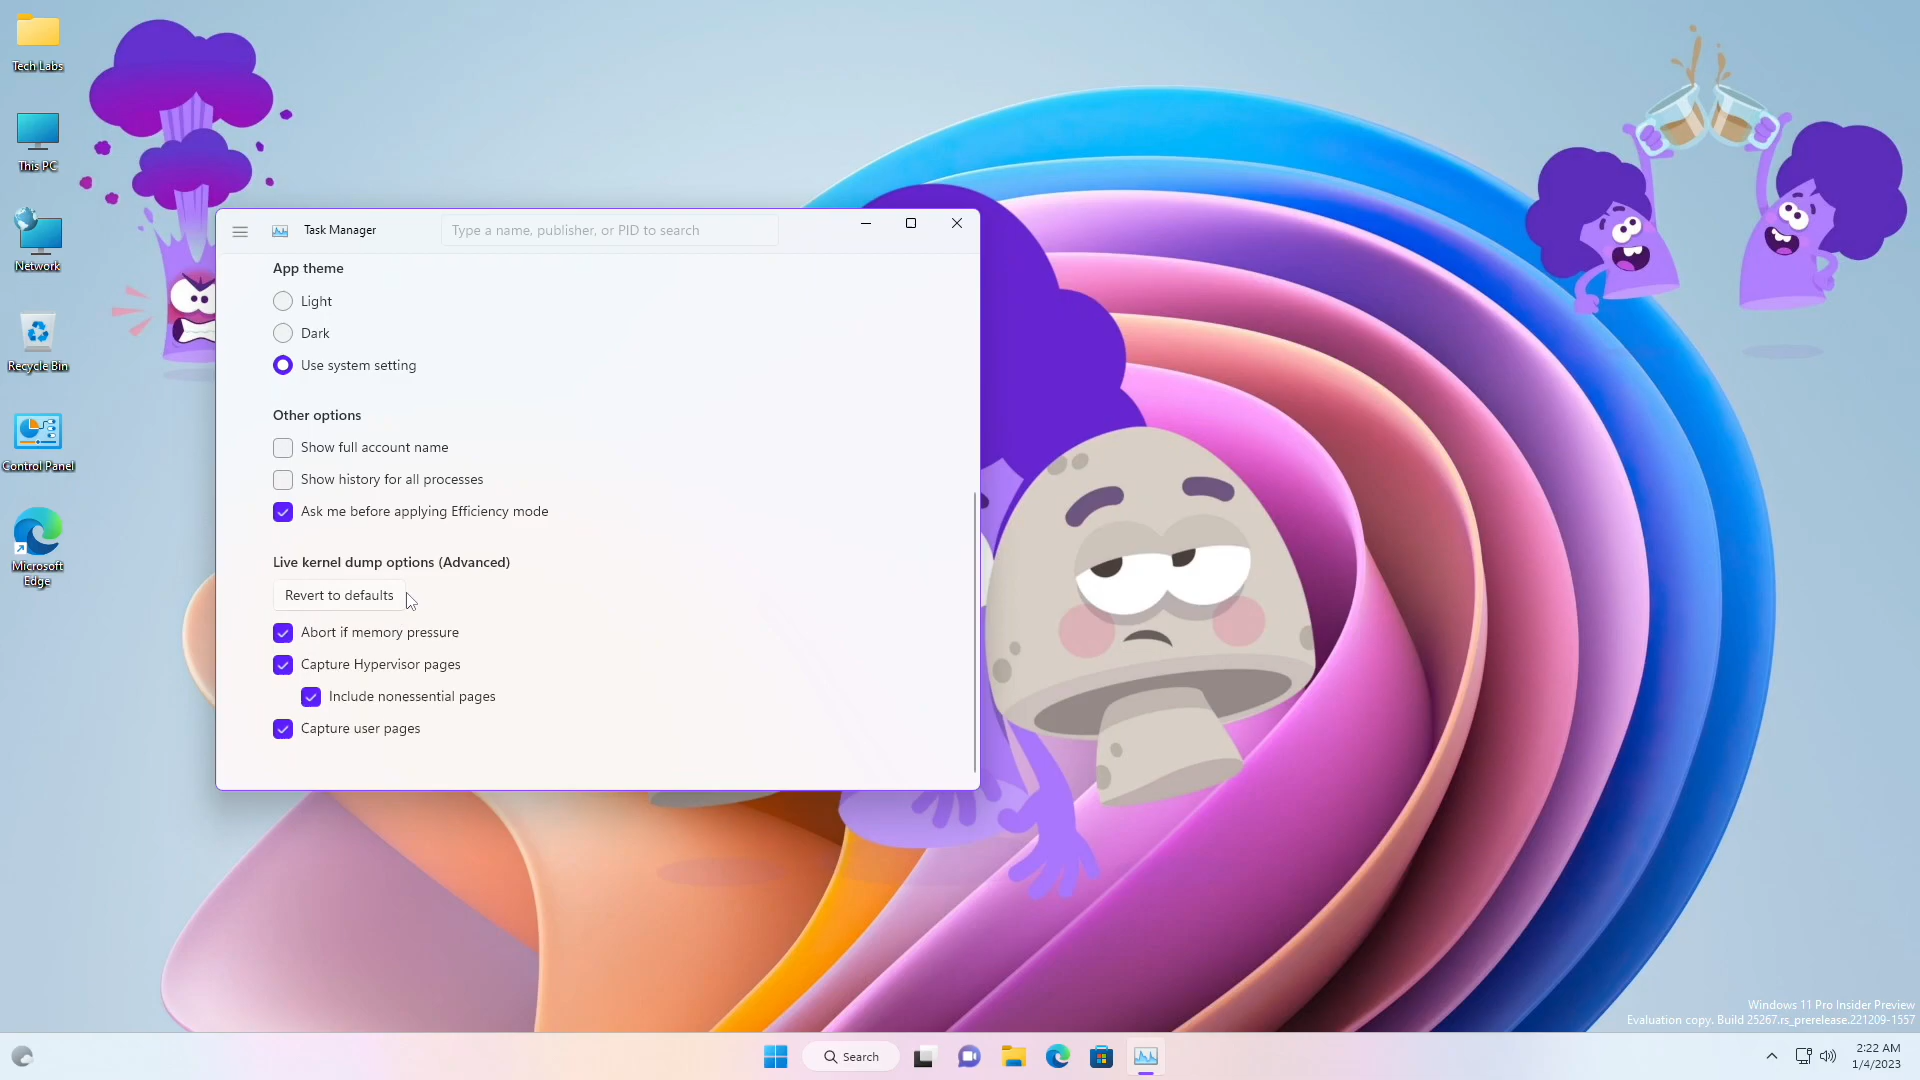 Tech Labs
This PC
Network
Recycle Bin
Control Panel
Microsoft
Edge
Task Manager
Type a name, publisher, or PID to search
App theme
Light
Dark
Use system setting
Other options
Show full account name
Show history for all processes
Ask me before applying Efficiency mode
Live kernel dump options (Advanced)
Revert to defaults
Abort if memory pressure
Capture Hypervisor pages
Include nonessential pages
Capture user pages
Windows 11 Pro Insider Preview
Evaluation copy. Build 25267.rs_prerelease.221209-1557
Search
2:22 AM
1/4/2023